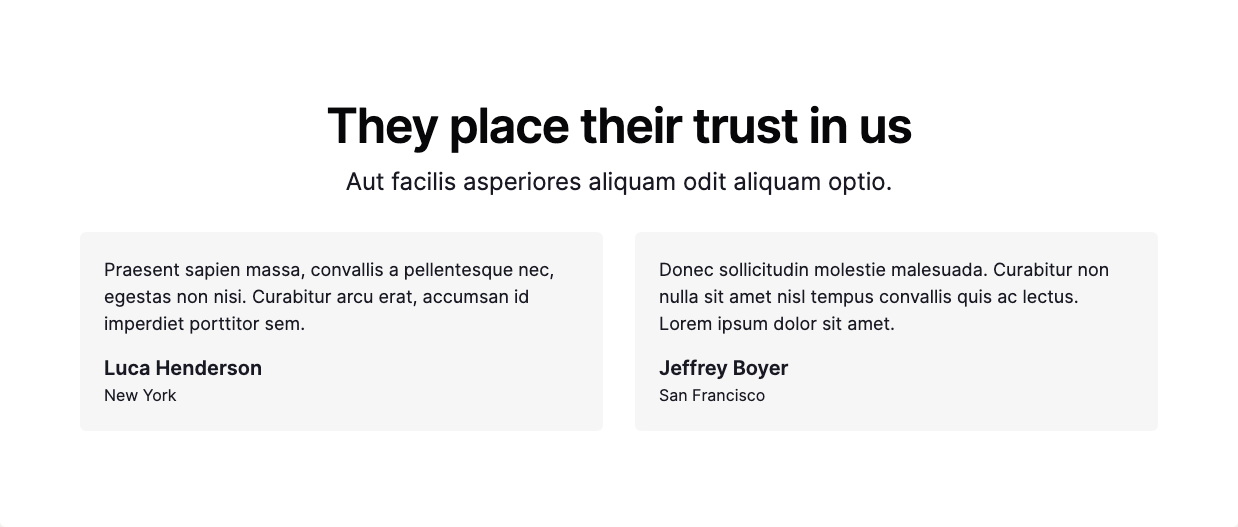 They place their trust in us
Aut facilis asperiores aliquam odit aliquam optio.
Praesent sapien massa, convallis a pellentesque nec,
egestas non nisi. Curabitur arcu erat, accumsan id
imperdiet porttitor sem.
Luca Henderson
New York
Donec sollicitudin molestie malesuada. Curabitur non
nulla sit amet nisl tempus convallis quis ac lectus.
Lorem ipsum dolor sit amet.
Jeffrey Boyer
San Francisco